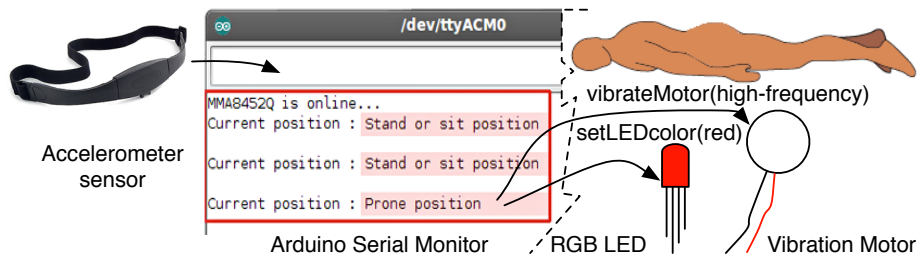 /dev/ttyACM0
MMA8452Q is online...
Current position : Stand or sit position
Current position : Stand or sit position
Current position : Prone position
Accelerometer
sensor
Arduino Serial Monitor
vibrateMotor(high-frequency)
setLEDcolor(red)
RGB LED
Vibration Motor